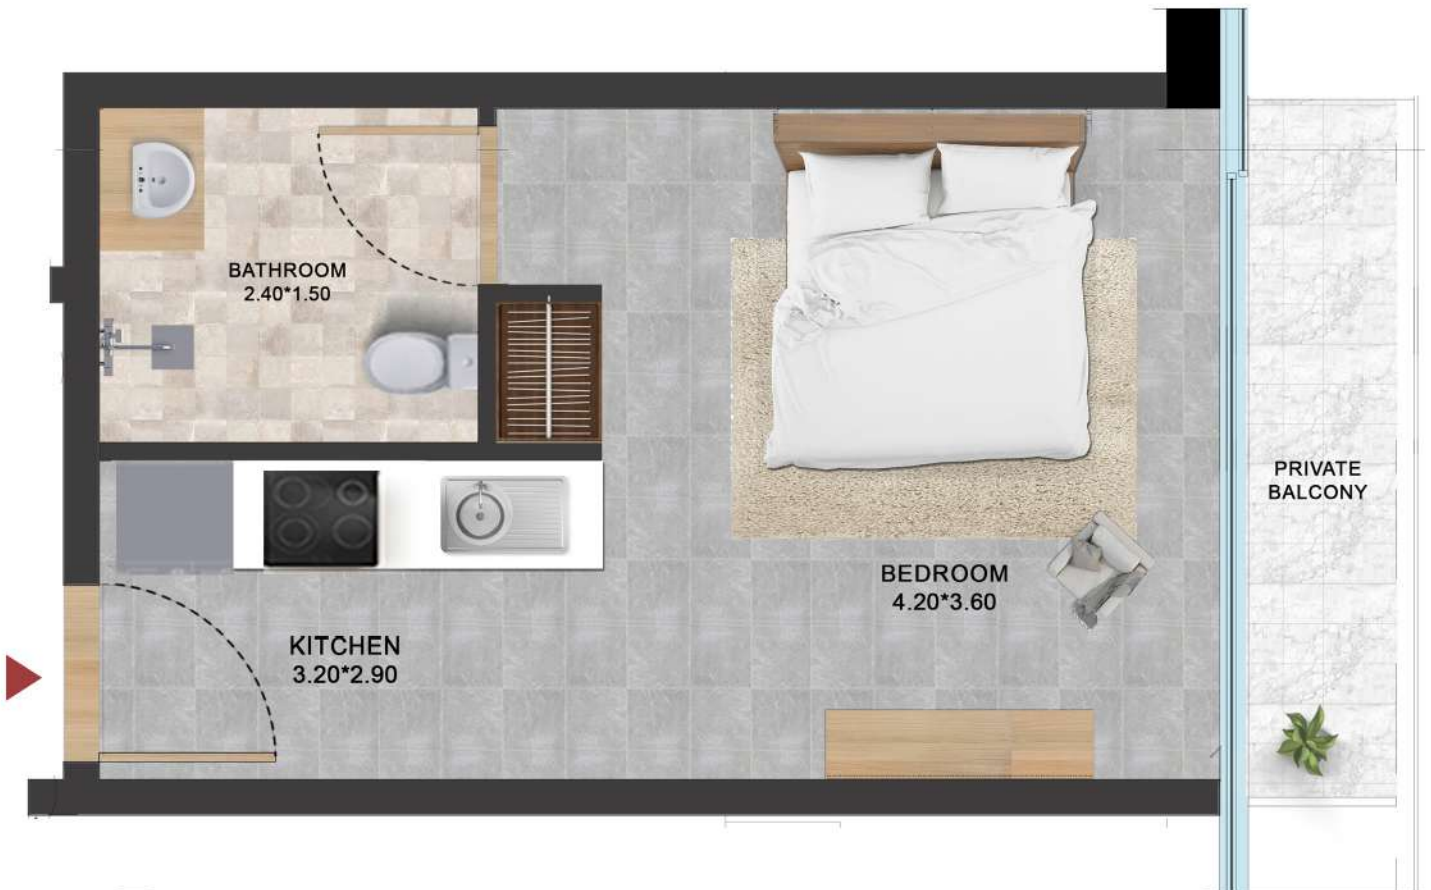 BATHROOM
2.40*1.50
PRIVATE
BALCONY
BEDROOM
4.20*3.60
KITCHEN
3.20*2.90